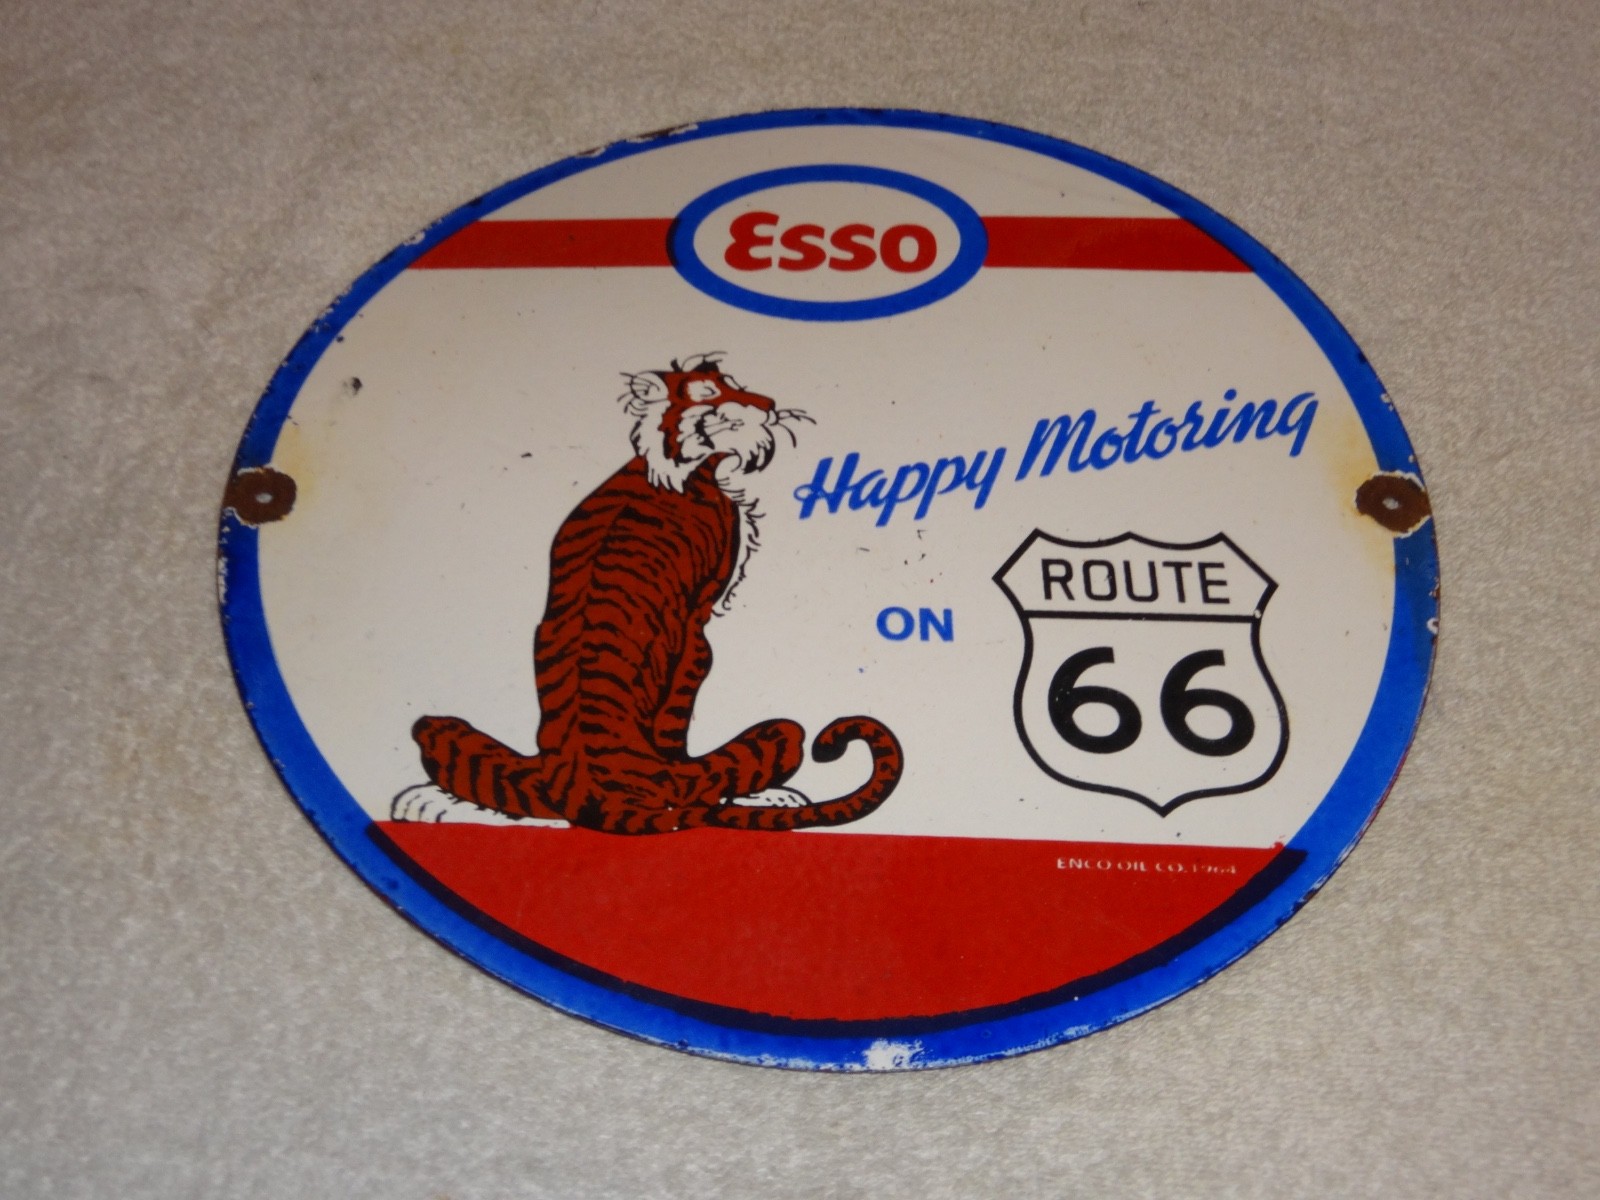 Esso
Happy Motoring
ON
ROUTE
66
ENCO OIL CO. 1964